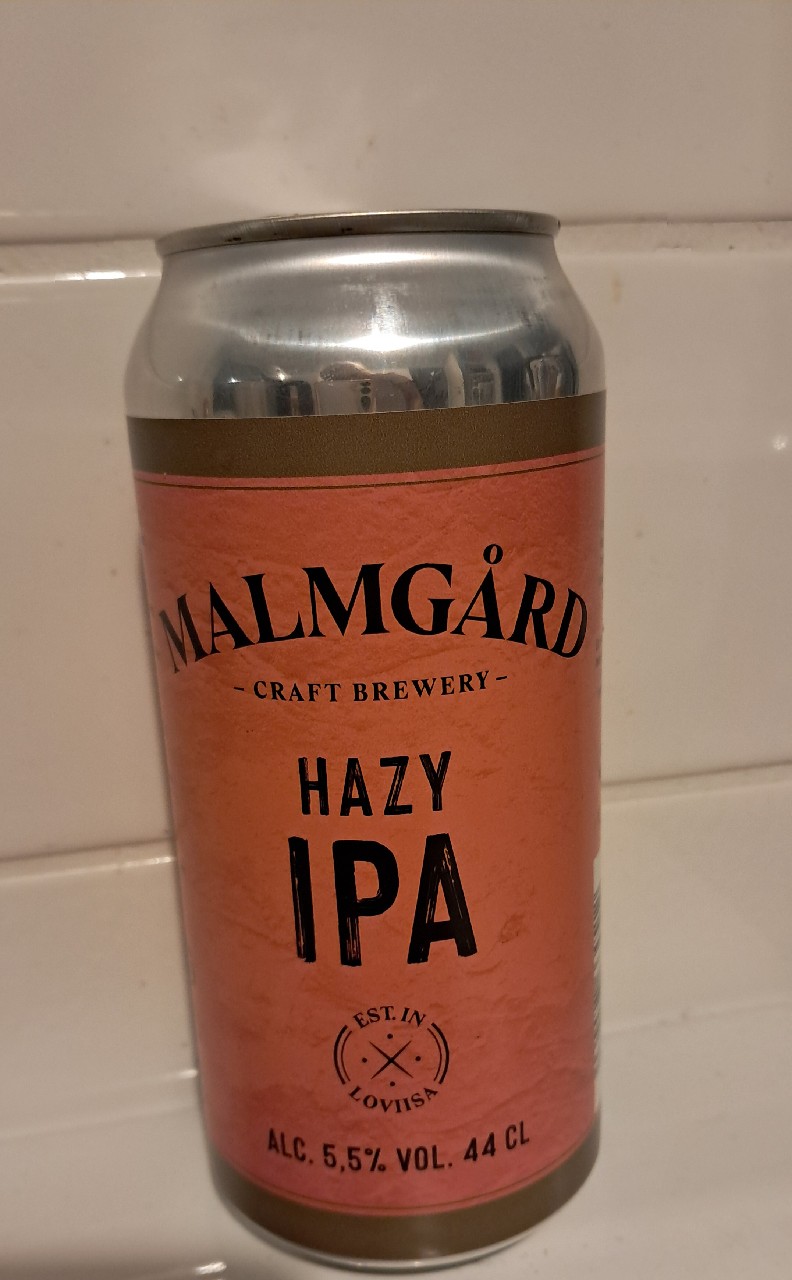 MALMGÅRD
- CRAFT BREWERY -
HAZY
IPA
EST. IN
LOVIISA
ALC. 5,5% VOL. 44 CL